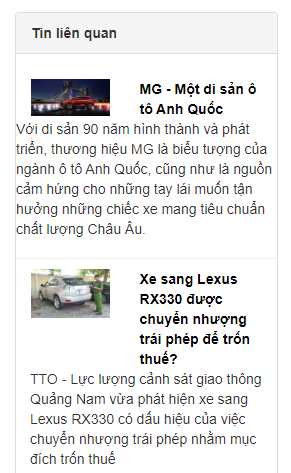 Tin liên quan
MG - Một di sản ô
tô Anh Quốc
Với di sản 90 năm hình thành và phát
triển, thương hiệu MG là biểu tượng của
ngành ô tô Anh Quốc, cũng như là nguồn
cảm hứng cho những tay lái muốn tận
hưởng những chiếc xe mang tiêu chuẩn
chất lượng Châu Âu.
Xe sang Lexus
RX330 được
chuyển nhượng
trái phép để trốn
thuế?
TTO - Lực lượng cảnh sát giao thông
Quảng Nam vừa phát hiện xe sang
Lexus RX330 có dấu hiệu của việc
chuyển nhượng trái phép nhằm mục
đích trốn thuế